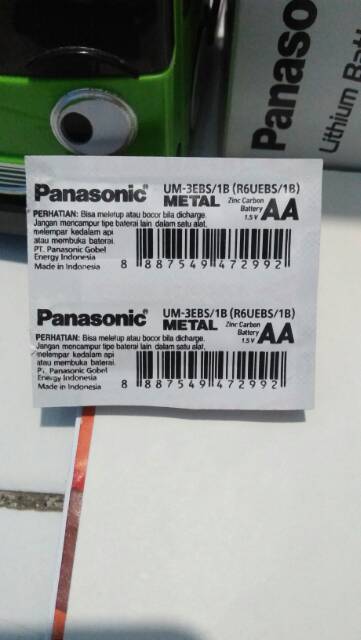 Panasonic
Lithium Batt
Panasonic UM-3EBS/1B (R6UEBS/1B)
METAL Zinc Carbon Battery 1.5 V AA
PERHATIAN: Bisa meletup atau bocor bila dicharge.
Jangan mencampur tipe baterai lain dalam satu alat,
melempar kedalam api
atau membuka baterai.
PT. Panasonic Gobel
Energy Indonesia
Made in Indonesia
8 887549 472992
Panasonic UM-3EBS/1B (R6UEBS/1B)
METAL Zinc Carbon Battery 1.5 V AA
PERHATIAN: Bisa meletup atau bocor bila dicharge.
Jangan mencampur tipe baterai lain dalam satu alat,
melempar kedalam api
atau membuka baterai.
PT. Panasonic Gobel
Energy Indonesia
Made in Indonesia
8 887549 472992